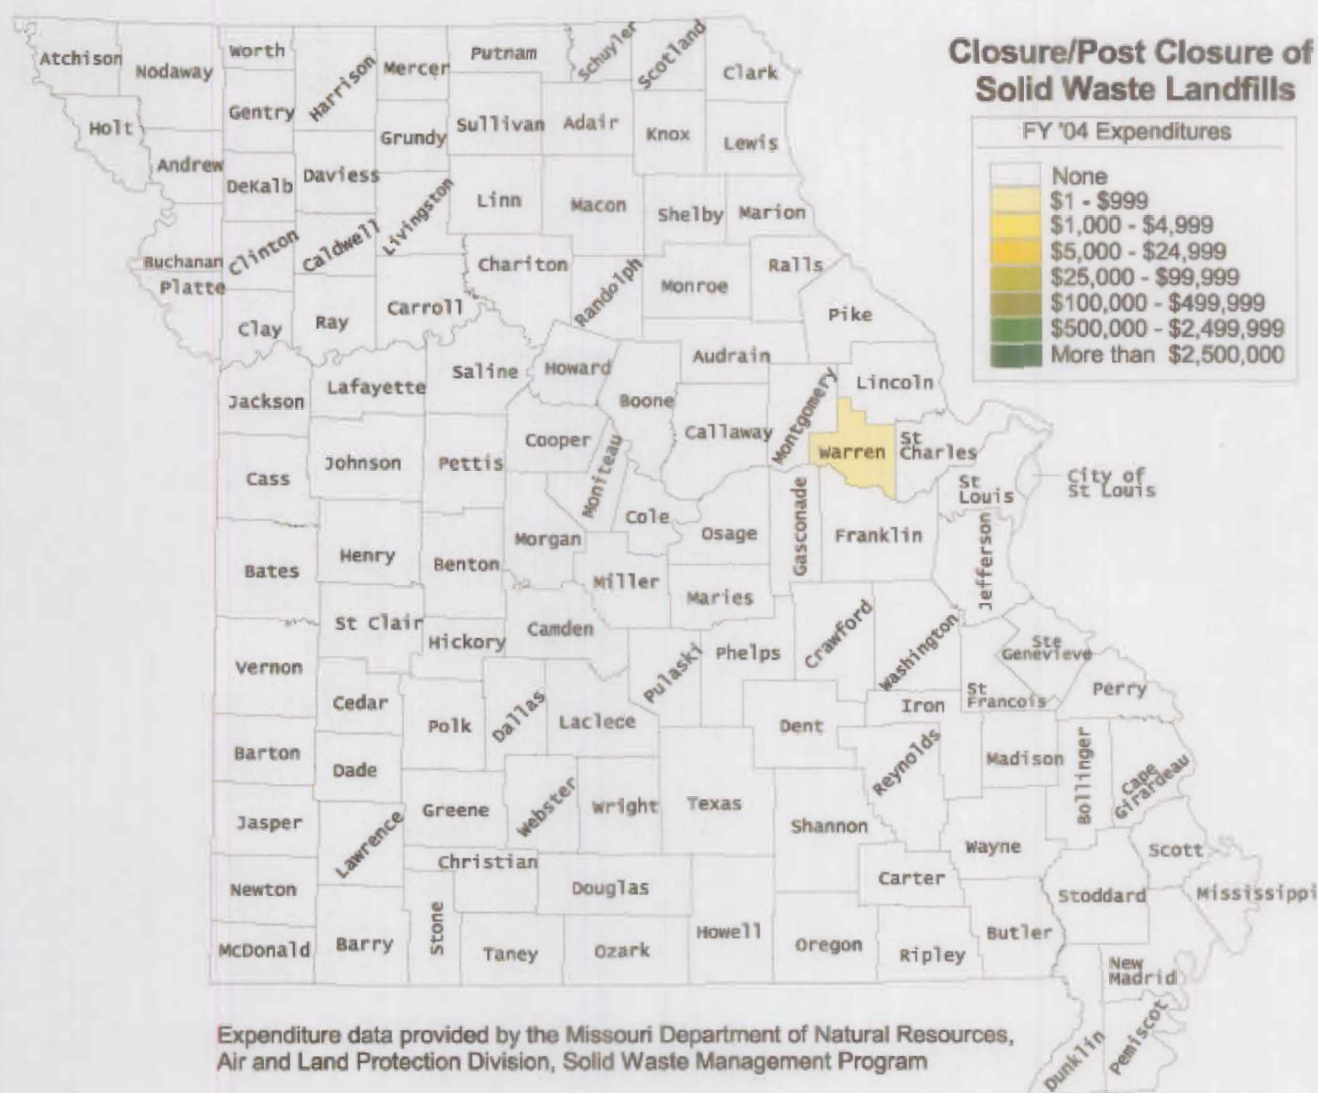 Closure/Post Closure of
Solid Waste Landfills
FY '04 Expenditures
None
$1 - $999
$1,000 - $4,999
$5,000 - $24,999
$25,000 - $99,999
$100,000 - $499,999
$500,000 - $2,499,999
More than $2,500,000
Atchison
Nodaway
Worth
Harrison
Mercer
Putnam
Schuyler
Scotland
Clark
Holt
Gentry
Grundy
Sullivan
Adair
Knox
Lewis
Andrew
DeKalb
Daviess
Livingston
Linn
Macon
Shelby
Marion
Buchanan
Clinton
Caldwell
Chariton
Randolph
Monroe
Ralls
Platte
Clay
Ray
Carroll
Pike
Audrain
Jackson
Lafayette
Saline
Howard
Boone
Callaway
Montgomery
Lincoln
Warren
St
Charles
Cass
Johnson
Pettis
Cooper
Moniteau
Cole
Osage
Gasconade
Franklin
St
Louis
City of
St Louis
Jefferson
Bates
Henry
Benton
Morgan
Miller
Maries
St Clair
Hickory
Camden
Pulaski
Phelps
Crawford
Washington
Ste
Genevieve
Vernon
Cedar
Polk
Dallas
Laclece
Dent
Iron
St
Francois
Perry
Barton
Dade
Reynolds
Madison
Bollinger
Cape
Girardeau
Jasper
Lawrence
Greene
Webster
Wright
Texas
Shannon
Wayne
Scott
Newton
Christian
Douglas
Carter
Stoddard
Mississippi
McDonald
Barry
Stone
Taney
Ozark
Howell
Oregon
Ripley
Butler
New
Madrid
Dunklin
Pemiscot
Expenditure data provided by the Missouri Department of Natural Resources,
Air and Land Protection Division, Solid Waste Management Program